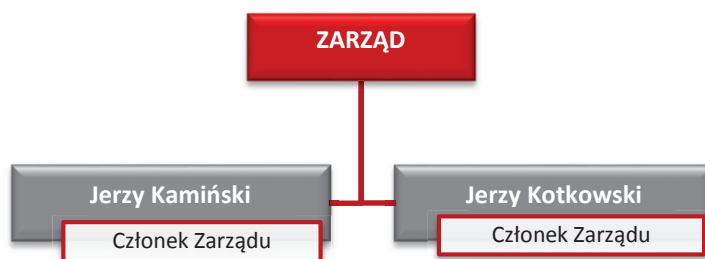 ZARZĄD
Jerzy Kamiński
Członek Zarządu
Jerzy Kotkowski
Członek Zarządu